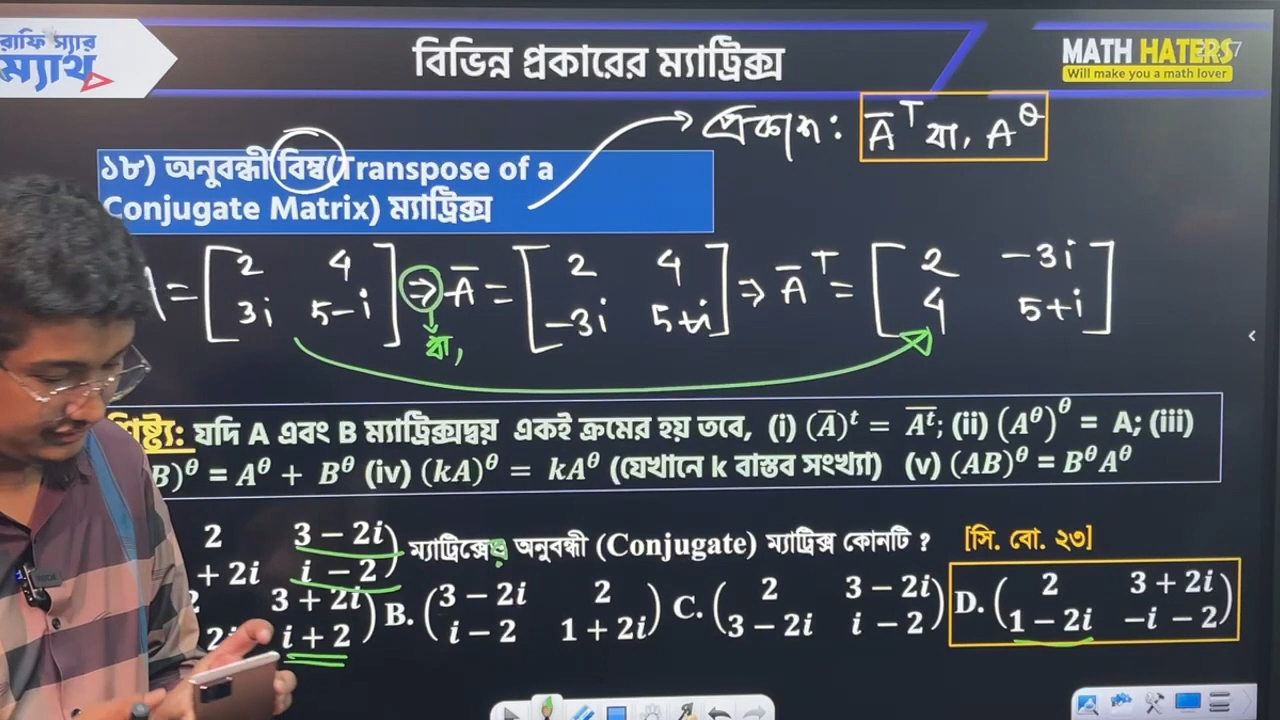 রাফি স্যার
ম্যাথ
বিভিন্ন প্রকারের ম্যাট্রিক্স
MATH HATERS
Will make you a math lover
প্রকাশ: A̅ᵀ বা, A^θ
১৮) অনুবন্ধী বিম্ব(Transpose of a
Conjugate Matrix) ম্যাট্রিক্স
= [2 4; 3i 5-i] ⇒ A̅ = [2 4; -3i 5+i] ⇒ A̅ᵀ = [2 -3i; 4 5+i]
বা,
যদি A এবং B ম্যাট্রিক্সদ্বয় একই ক্রমের হয় তবে, (i) (A̅)ᵗ = A̅ᵗ; (ii) (A^θ)^θ = A; (iii)
B)^θ = A^θ + B^θ (iv) (kA)^θ = kA^θ (যেখানে k বাস্তব সংখ্যা) (v) (AB)^θ = B^θA^θ
2 3 − 2i
+ 2i i − 2) ম্যাট্রিক্সের অনুবন্ধী (Conjugate) ম্যাট্রিক্স কোনটি ? [সি. বো. ২৩]
3 + 2i
2i i + 2) B. (3 − 2i 2; i − 2 1 + 2i) C. (2 3 − 2i; 3 − 2i i − 2) D. (2 3 + 2i; 1 − 2i −i − 2)